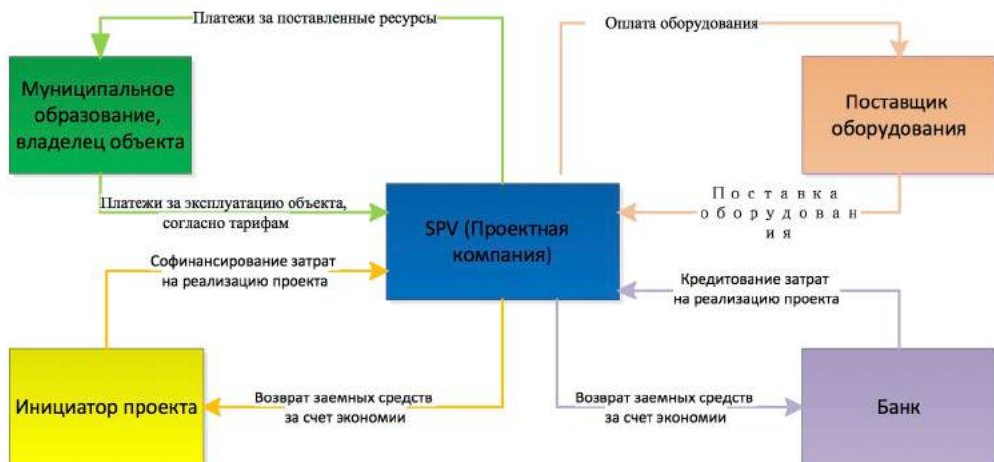 Платежи за поставленные ресурсы
Оплата оборудования
Муниципальное
образование,
владелец объекта
Поставщик
оборудования
Платежи за эксплуатацию объекта,
согласно тарифам
SPV (Проектная
компания)
Поставка
оборудован
ия
Софинансирование затрат
на реализацию проекта
Кредитование затрат
на реализацию проекта
Инициатор проекта
Возврат заемных средств
за счет экономии
Возврат заемных средств
за счет экономии
Банк